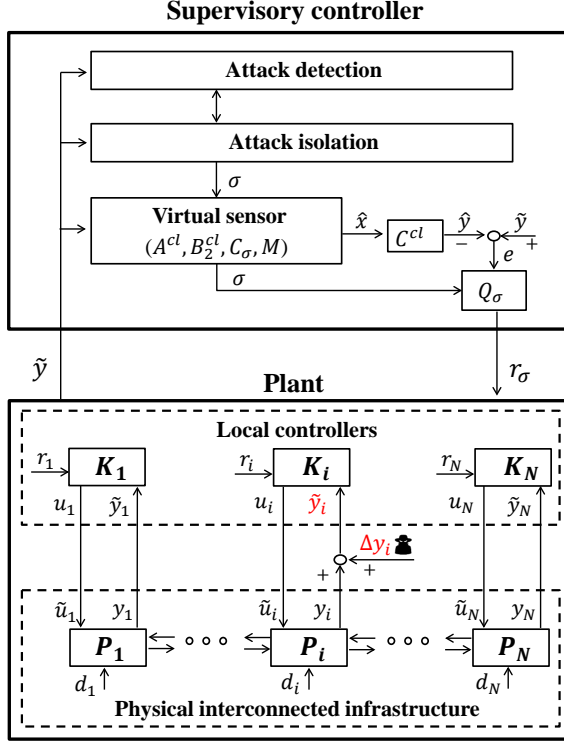 Supervisory controller
Attack detection
Attack isolation
σ
Virtual sensor
(A^{cl}, B_2^{cl}, C_σ, M)
x̂
C^{cl}
ŷ
ỹ
− +
e
σ
Q_σ
ỹ
r_σ
Plant
Local controllers
r_1 K_1 r_i K_i r_N K_N
u_1 ỹ_1 u_i ỹ_i u_N ỹ_N
Δy_i
+ +
ũ_1 y_1 ũ_i y_i ũ_N y_N
P_1 P_i P_N
d_1 d_i d_N
Physical interconnected infrastructure